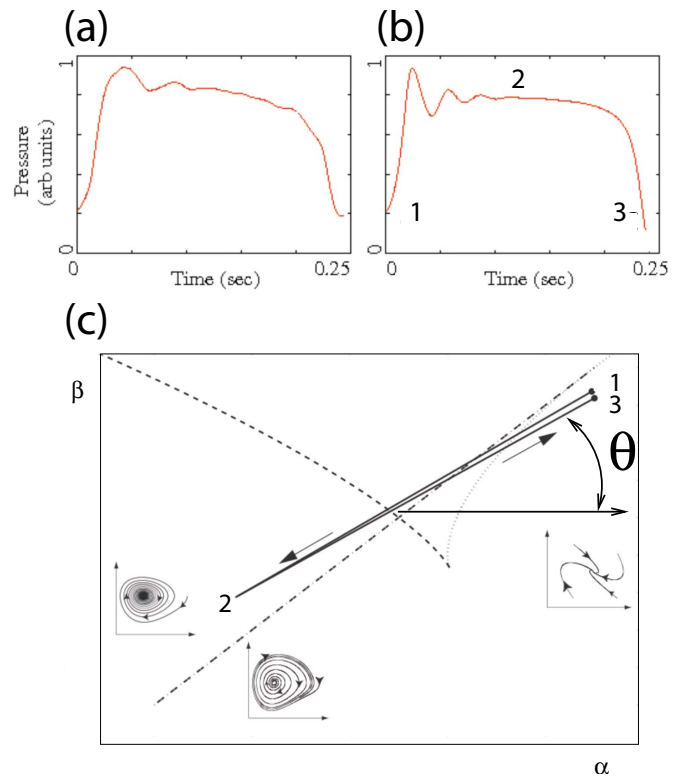 (a)
(b)
1
Pressure
(arb units)
0
0
0.25
Time (sec)
1
2
1
3
0
0
0.25
Time (sec)
(c)
β
1
3
θ
2
α